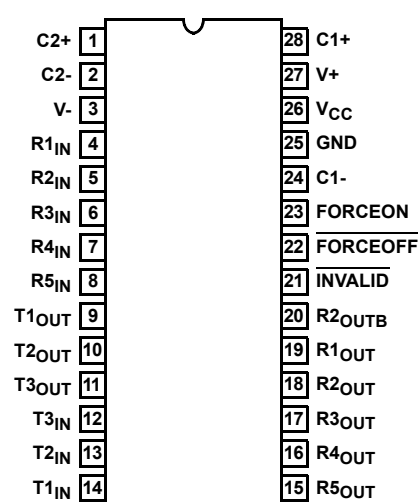 C2+ 1 28 C1+
C2- 2 27 V+
V- 3 26 VCC
R1IN 4 25 GND
R2IN 5 24 C1-
R3IN 6 23 FORCEON
R4IN 7 22 FORCEOFF
R5IN 8 21 INVALID
T1OUT 9 20 R2OUTB
T2OUT 10 19 R1OUT
T3OUT 11 18 R2OUT
T3IN 12 17 R3OUT
T2IN 13 16 R4OUT
T1IN 14 15 R5OUT